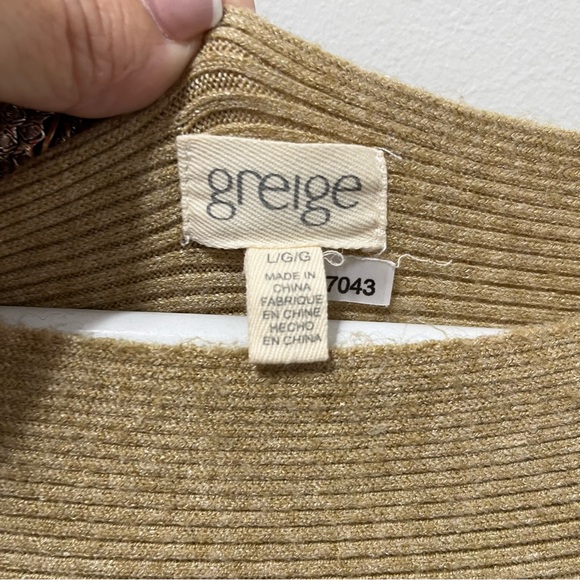 greige
L/G/G
MADE IN
CHINA
FABRIQUE
EN CHINE
HECHO
EN CHINA
7043